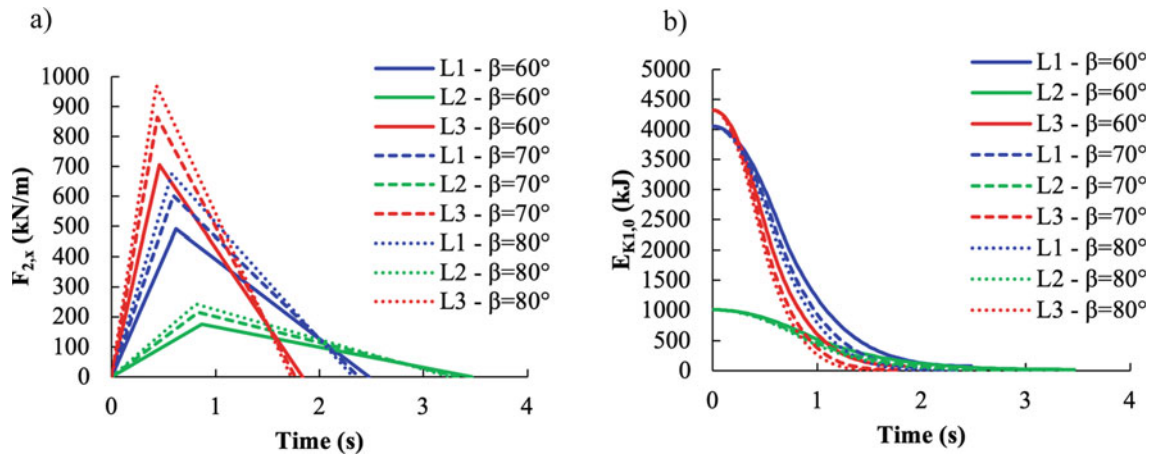 a)
1000
900
800
700
600
500
400
300
200
100
0
F2,x (kN/m)
0 1 2 3 4
Time (s)
L1 - β=60°
L2 - β=60°
L3 - β=60°
L1 - β=70°
L2 - β=70°
L3 - β=70°
L1 - β=80°
L2 - β=80°
L3 - β=80°
b)
5000
4500
4000
3500
3000
2500
2000
1500
1000
500
0
EK1,0 (kJ)
0 1 2 3 4
Time (s)
L1 - β=60°
L2 - β=60°
L3 - β=60°
L1 - β=70°
L2 - β=70°
L3 - β=70°
L1 - β=80°
L2 - β=80°
L3 - β=80°